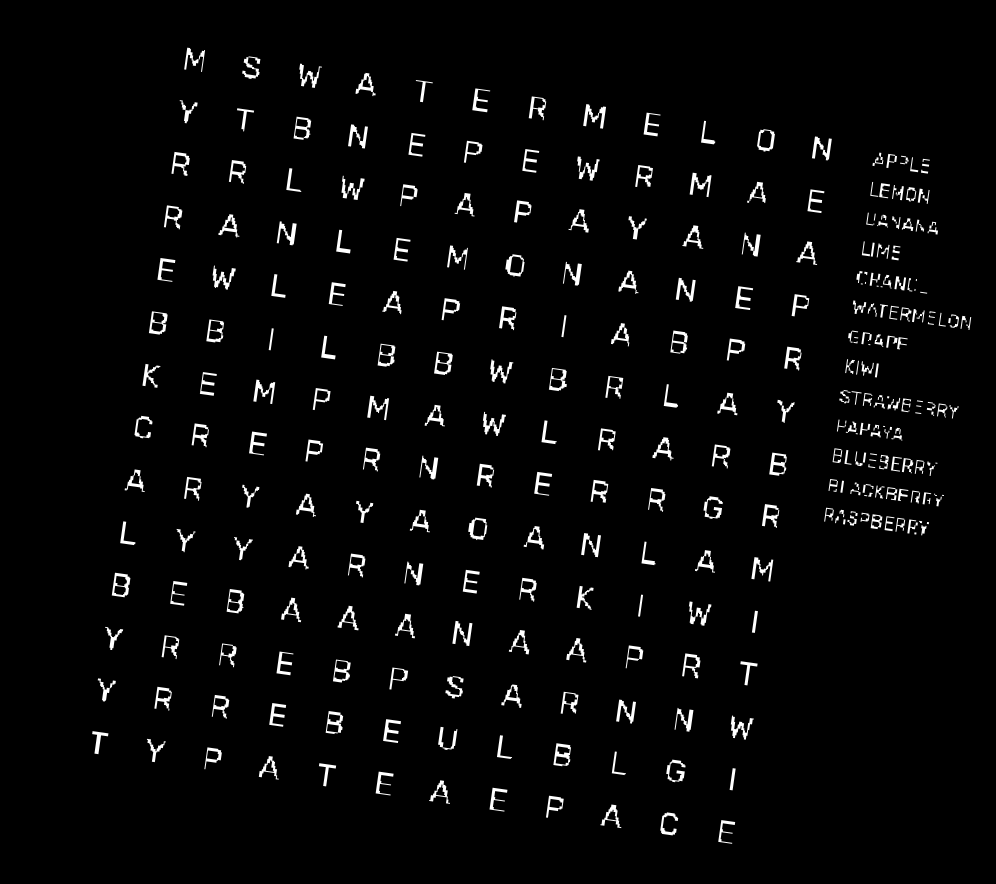 M S W A T E R M E L O N
Y T B N E P E W R M A E
R R L W P A P A Y A N A
R A N L E M O N A N E P
E W L E A P R I A B P R
B B I L B B W B R L A Y
K E M P M A W L R A R B
C R E P R N R E R R G R
A R Y A Y A O A N L A M
L Y Y A R N E R K I W I
B E B A A A N A A P R T
Y R R E B P S A R N N W
Y R R E B E U L B L G I
T Y P A T E A E P A C E
APPLE
LEMON
BANANA
LIME
ORANGE
WATERMELON
GRAPE
KIWI
STRAWBERRY
PAPAYA
BLUEBERRY
BLACKBERRY
RASPBERRY